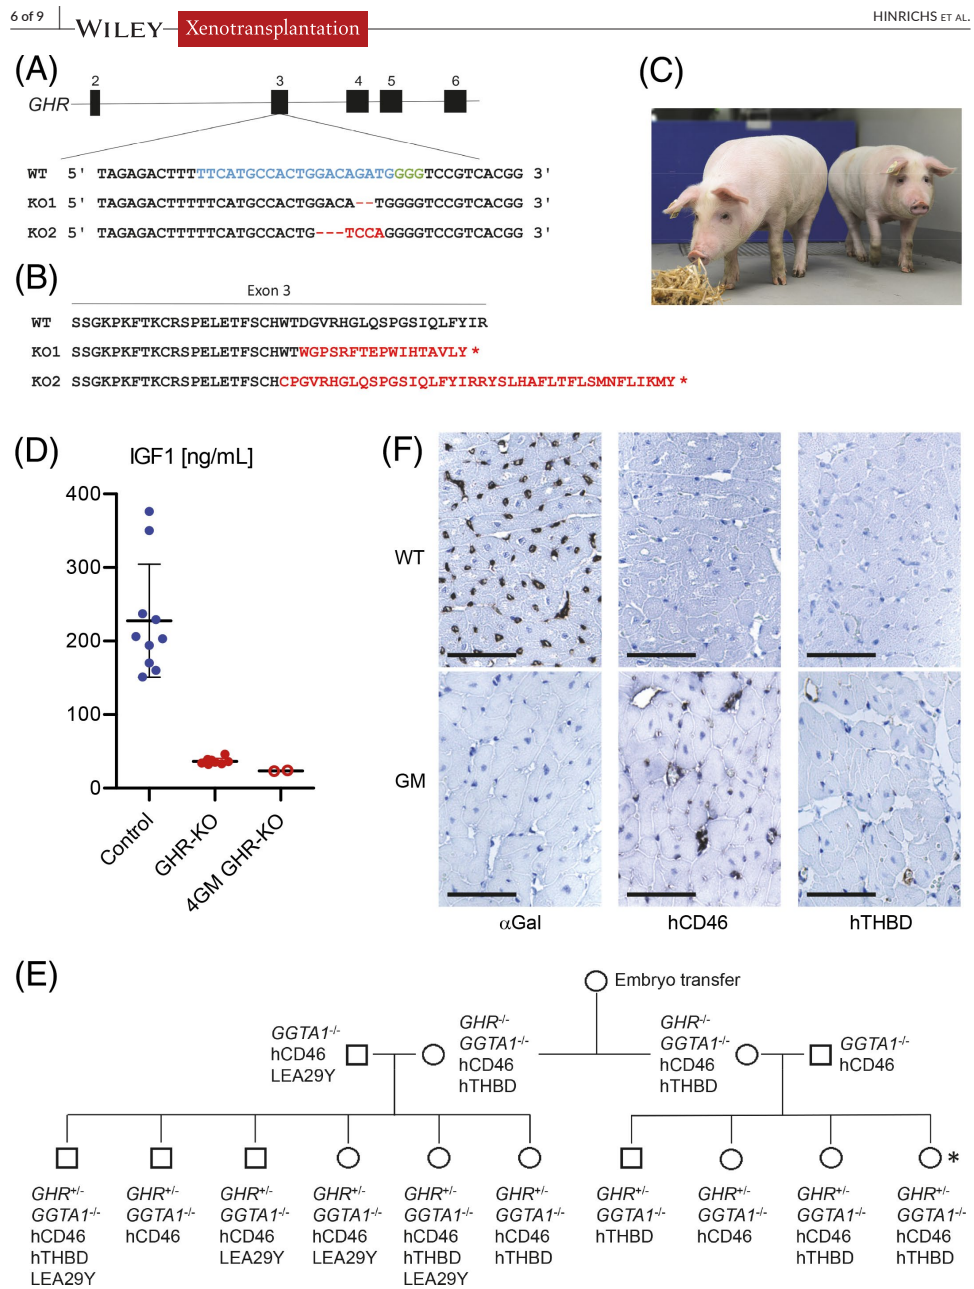 6 of 9
WILEY
Xenotransplantation
HINRICHS ET AL.
(A)
2 3 4 5 6
GHR
WT 5' TAGAGACTTTTTCATGCCACTGGACAGATGGGGTCCGTCACGG 3'
KO1 5' TAGAGACTTTTTCATGCCACTGGACA--TGGGGTCCGTCACGG 3'
KO2 5' TAGAGACTTTTTCATGCCACTG---TCCAGGGGTCCGTCACGG 3'
(B)
Exon 3
WT SSGKPKFTKCRSPELETFSCHWTDGVRHGLQSPGSIQLFYIR
KO1 SSGKPKFTKCRSPELETFSCHWTWGPSRFTEPWIHTAVLY*
KO2 SSGKPKFTKCRSPELETFSCHCPGVRHGLQSPGSIQLFYIRRYSLHAFLTFLSMNFLIKMY*
(C)
(D)
IGF1 [ng/mL]
400
300
200
100
0
Control
GHR-KO
4GM GHR-KO
(F)
WT
GM
αGal
hCD46
hTHBD
(E)
Embryo transfer
GGTA1-/-
hCD46
LEA29Y
GHR-/-
GGTA1-/-
hCD46
hTHBD
GHR-/-
GGTA1-/-
hCD46
hTHBD
GGTA1-/-
hCD46
*
GHR+/-
GGTA1-/-
hCD46
hTHBD
LEA29Y
GHR+/-
GGTA1-/-
hCD46
GHR+/-
GGTA1-/-
hCD46
LEA29Y
GHR+/-
GGTA1-/-
hCD46
LEA29Y
GHR+/-
GGTA1-/-
hCD46
hTHBD
LEA29Y
GHR+/-
GGTA1-/-
hCD46
hTHBD
GHR+/-
GGTA1-/-
hTHBD
GHR+/-
GGTA1-/-
hCD46
GHR+/-
GGTA1-/-
hCD46
hTHBD
GHR+/-
GGTA1-/-
hCD46
hTHBD